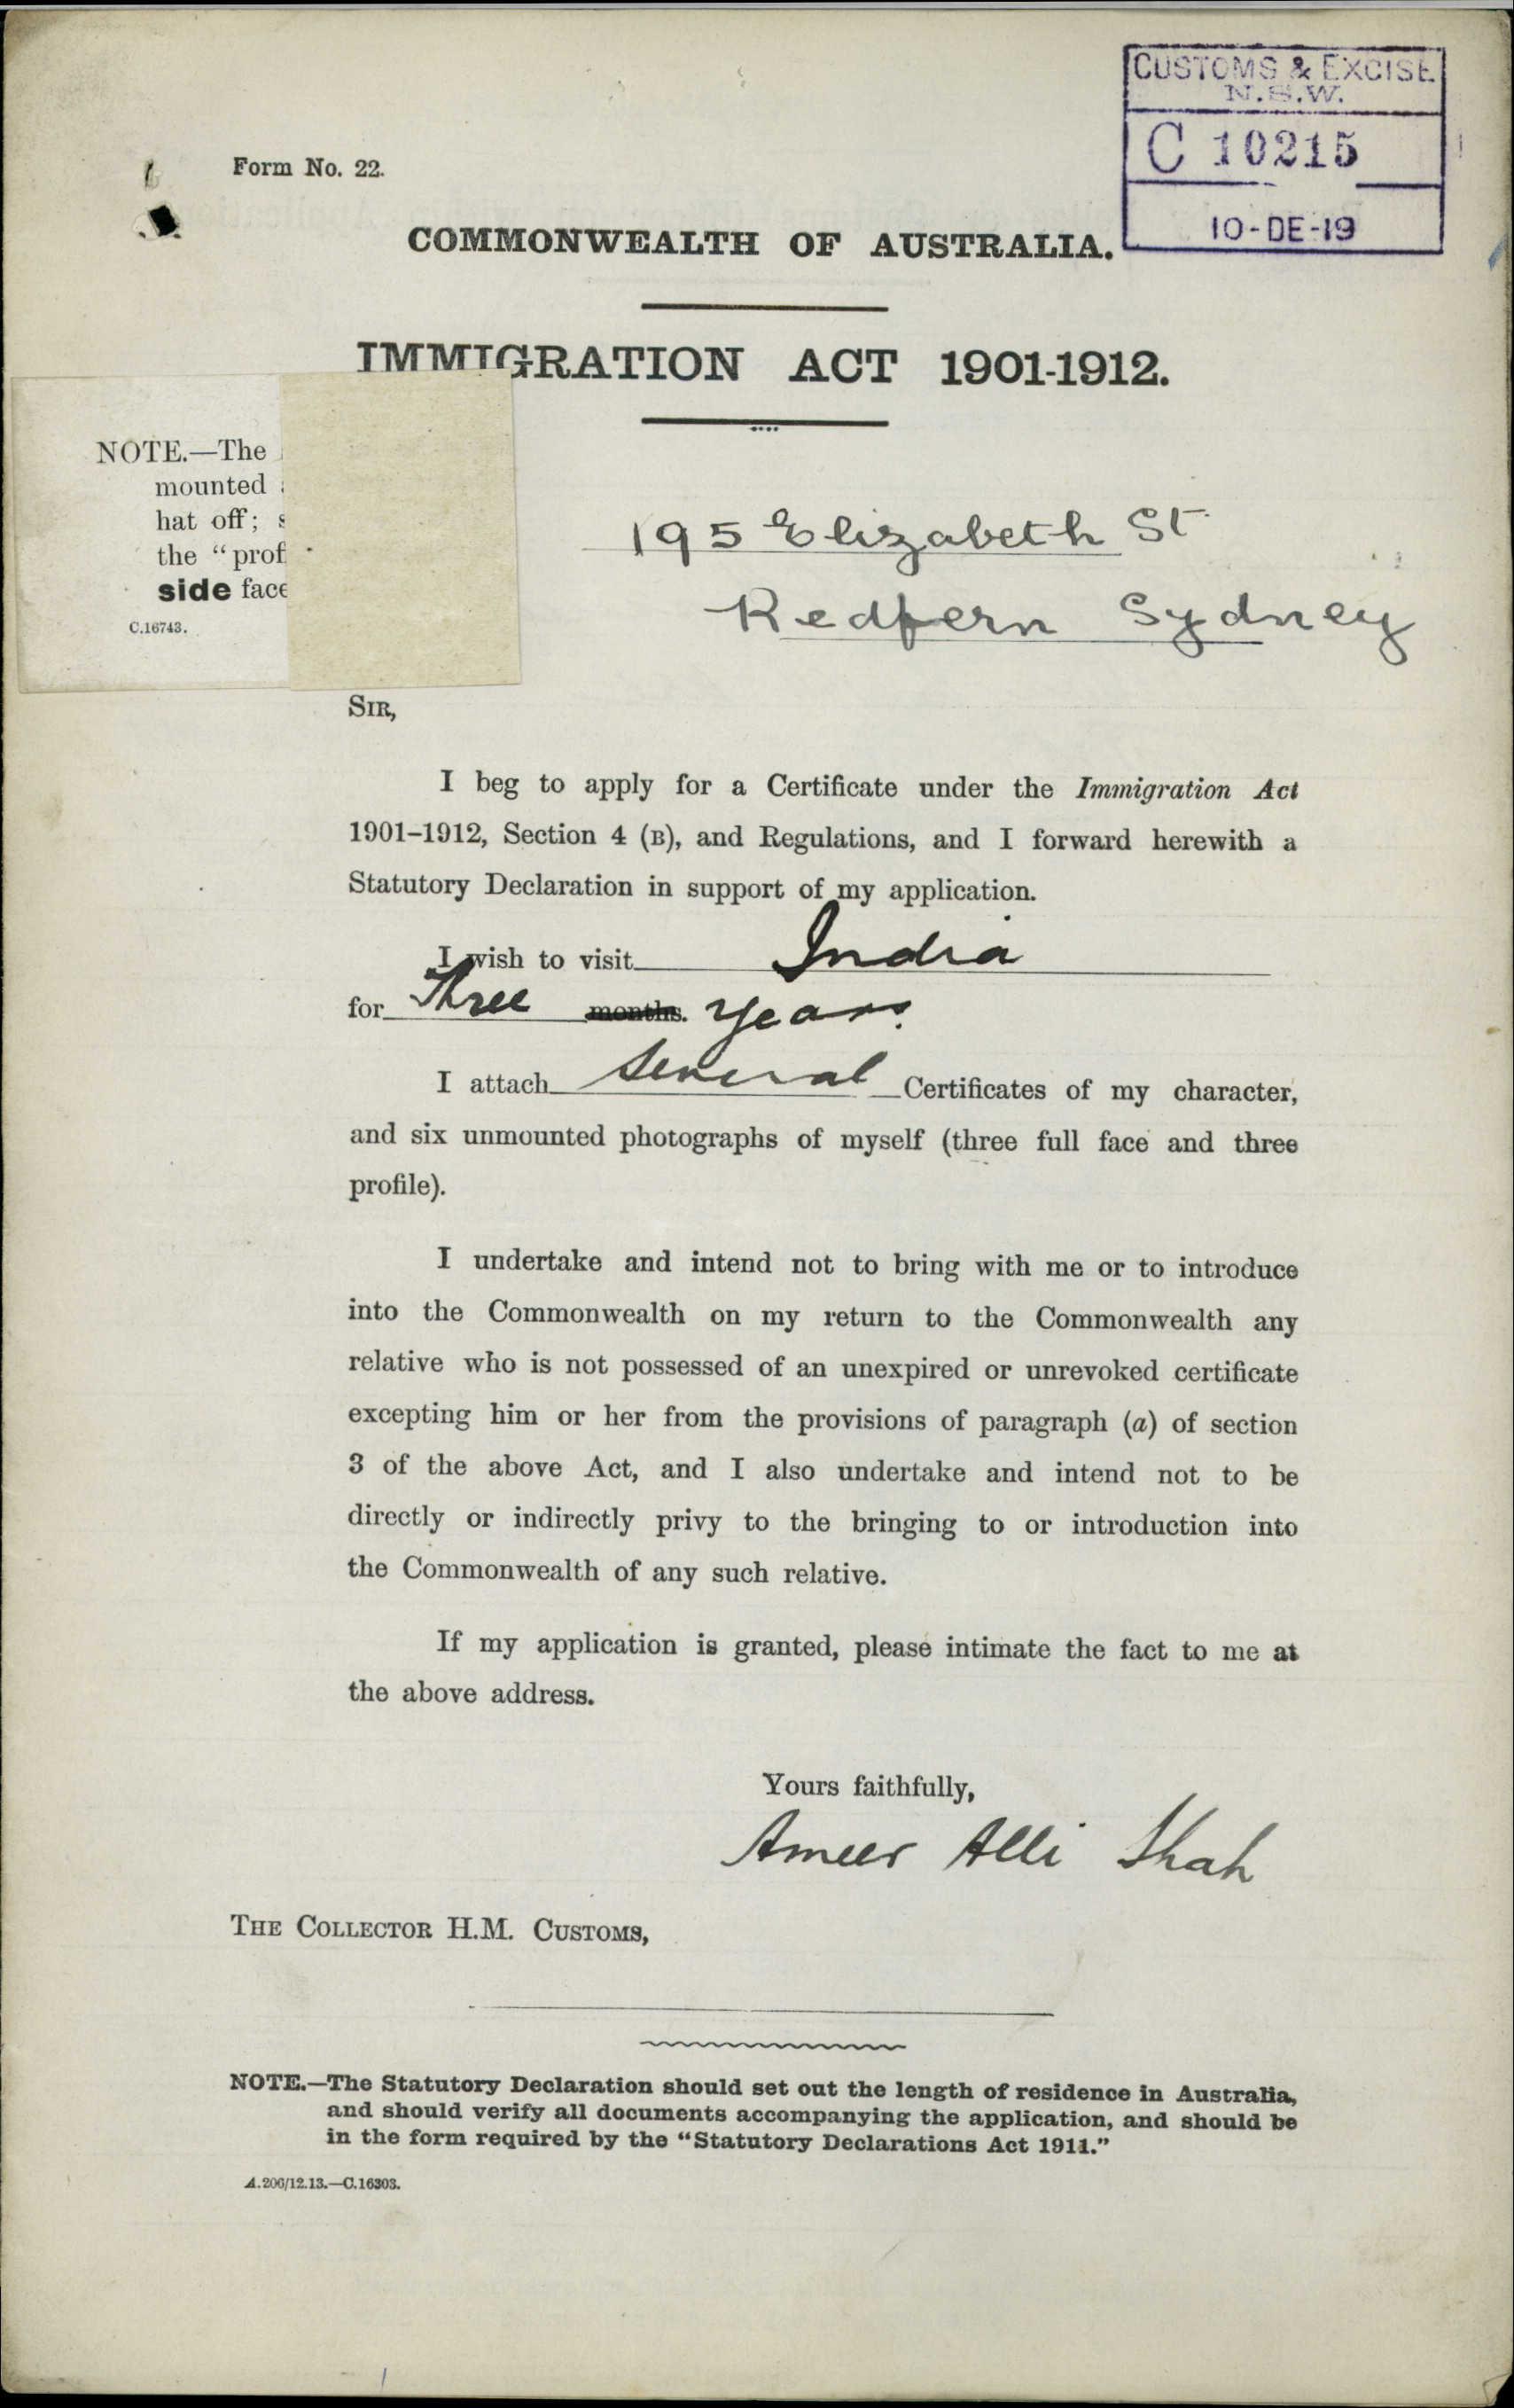 CUSTOMS & EXCISE
N.S.W.
C 10215
10-DE-19
Form No. 22.
COMMONWEALTH OF AUSTRALIA.
IMMIGRATION ACT 1901-1912.
NOTE.—The
mounted
hat off;
the “prof
side face
C.16743.
195 Elizabeth St
Redfern Sydney
SIR,
I beg to apply for a Certificate under the Immigration Act
1901-1912, Section 4 (B), and Regulations, and I forward herewith a
Statutory Declaration in support of my application.
I wish to visit India
for Three months. Years.
I attach Several Certificates of my character,
and six unmounted photographs of myself (three full face and three
profile).
I undertake and intend not to bring with me or to introduce
into the Commonwealth on my return to the Commonwealth any
relative who is not possessed of an unexpired or unrevoked certificate
excepting him or her from the provisions of paragraph (a) of section
3 of the above Act, and I also undertake and intend not to be
directly or indirectly privy to the bringing to or introduction into
the Commonwealth of any such relative.
If my application is granted, please intimate the fact to me at
the above address.
Yours faithfully,
Ameer Alli Shah
THE COLLECTOR H.M. CUSTOMS,
NOTE.—The Statutory Declaration should set out the length of residence in Australia,
and should verify all documents accompanying the application, and should be
in the form required by the “Statutory Declarations Act 1911.”
A.206/12.13.—C.16303.